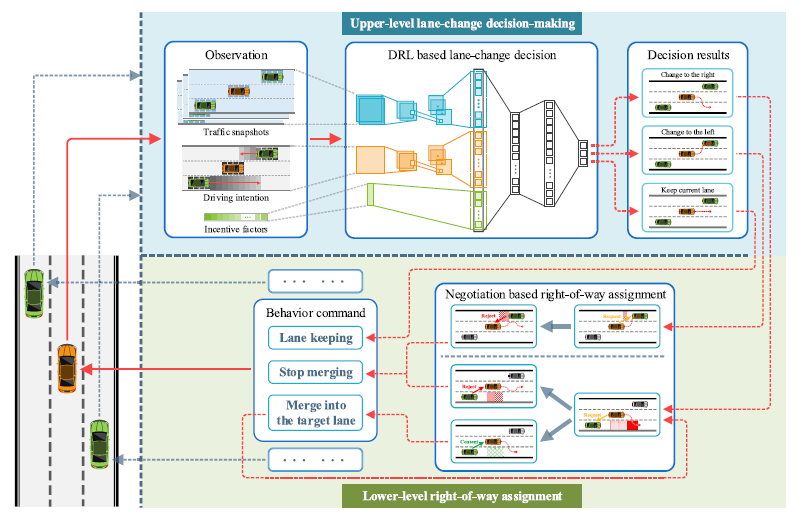 Upper-level lane-change decision-making
Observation
Traffic snapshots
Driving intention
...
Incentive factors
DRL based lane-change decision
Decision results
Change to the right
Change to the left
Keep current lane
... ...
Behavior command
Lane keeping
Stop merging
Merge into
the target lane
... ...
Negotiation based right-of-way assignment
Reject
Request
Reject
Request
Consent
Lower-level right-of-way assignment